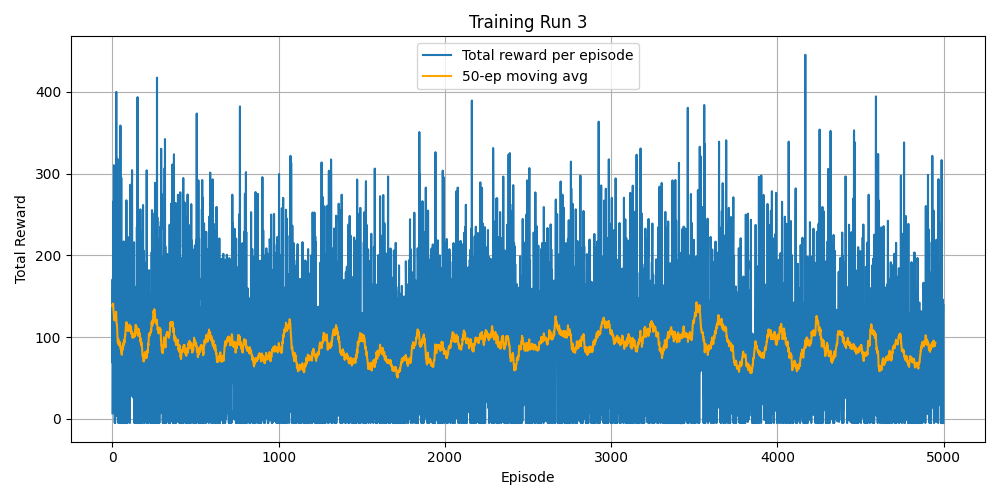 Training Run 3
Total reward per episode
50-ep moving avg
Total Reward
400
300
200
100
0
0 1000 2000 3000 4000 5000
Episode